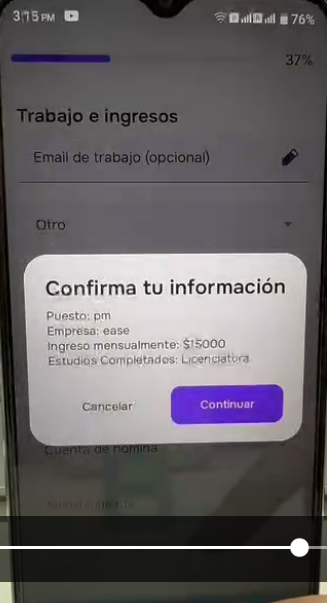 3:15 PM
76%
37%
Trabajo e ingresos
Email de trabajo (opcional)
Otro
Confirma tu información
Puesto: pm
Empresa: ease
Ingreso mensualmente: $15000
Estudios Completados: Licenciatura
Cancelar
Continuar
Cuenta de nómina